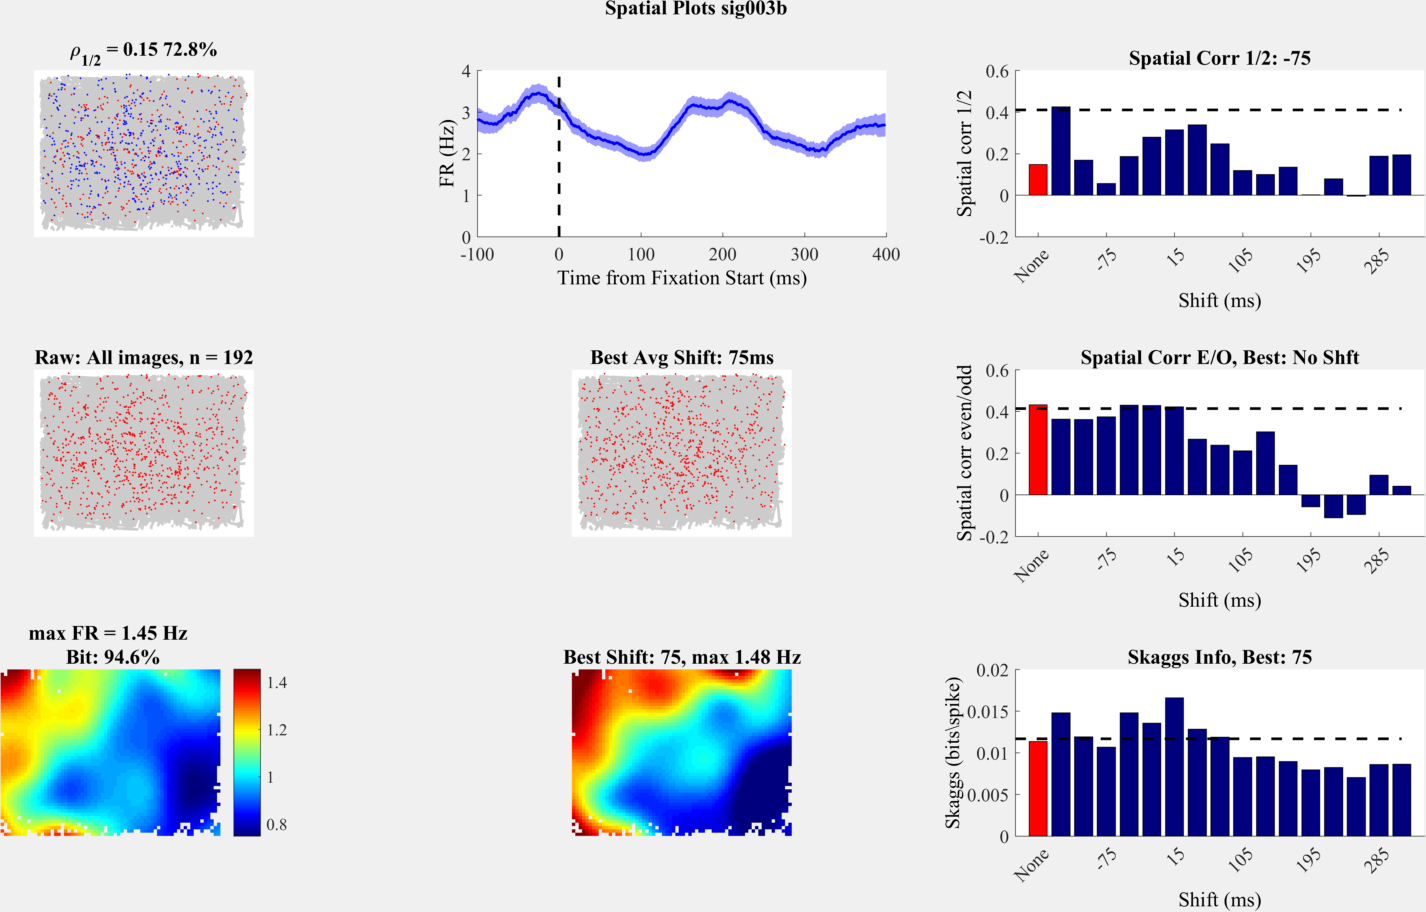 Spatial Plots sig003b
ρ1/2 = 0.15 72.8%
FR (Hz)
4
3
2
1
0
-100
0
100
200
300
400
Time from Fixation Start (ms)
Spatial Corr 1/2: -75
Spatial corr 1/2
0.6
0.4
0.2
0
-0.2
None
-75
15
105
195
285
Shift (ms)
Raw: All images, n = 192
Best Avg Shift: 75ms
Spatial Corr E/O, Best: No Shft
Spatial corr even/odd
0.6
0.4
0.2
0
-0.2
None
-75
15
105
195
285
Shift (ms)
max FR = 1.45 Hz
Bit: 94.6%
1.4
1.2
1
0.8
Best Shift: 75, max 1.48 Hz
Skaggs Info, Best: 75
Skaggs (bits\spike)
0.02
0.015
0.01
0.005
0
None
-75
15
105
195
285
Shift (ms)